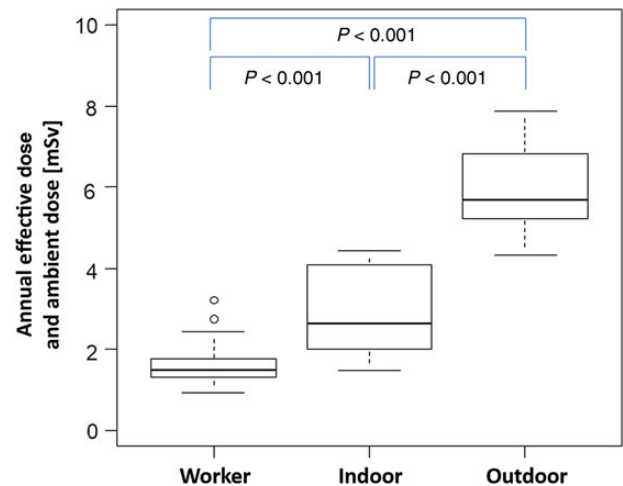 10
8
6
4
2
0
Annual effective dose
and ambient dose [mSv]
P < 0.001
P < 0.001
P < 0.001
Worker
Indoor
Outdoor